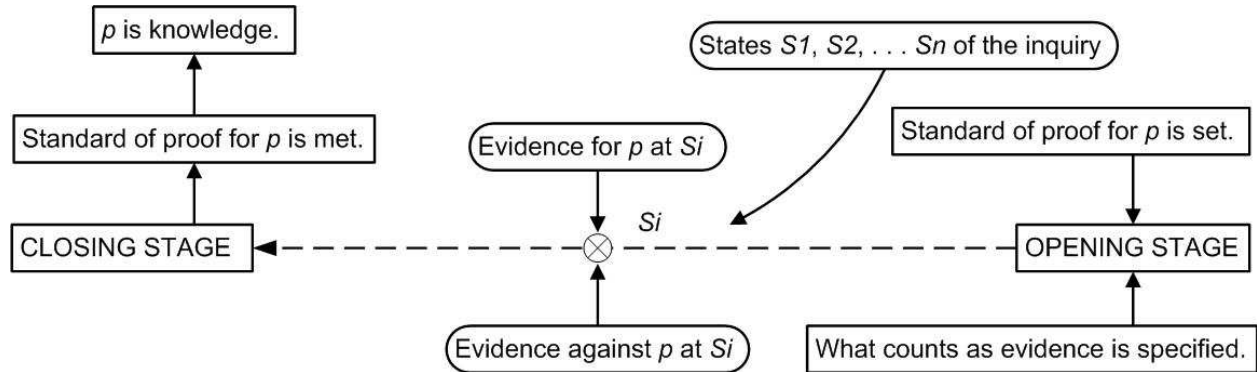 p is knowledge.
States S1, S2, . . . Sn of the inquiry
Standard of proof for p is met.
Evidence for p at Si
Standard of proof for p is set.
Si
CLOSING STAGE
OPENING STAGE
Evidence against p at Si
What counts as evidence is specified.